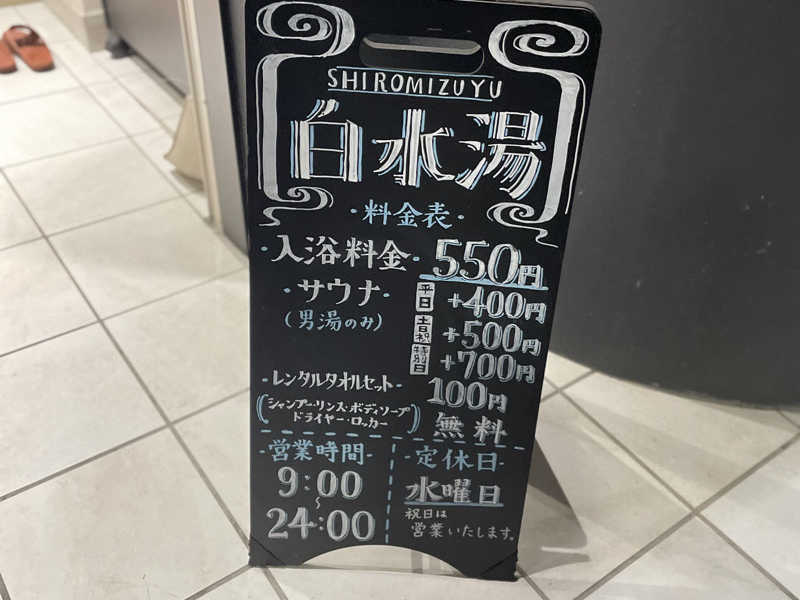 SHIROMIZUYU
白水湯
・料金表・
・入浴料金・ 550円
・サウナ・ 平日 +400円
(男湯のみ) 土日祝 +500円
特別日 +700円
・レンタルタオルセット・ 100円
(シャンプー・リンス・ボディソープ
ドライヤー・ロッカー) 無料
・営業時間・
9:00
~
24:00
・定休日・
水曜日
祝日は
営業いたします。